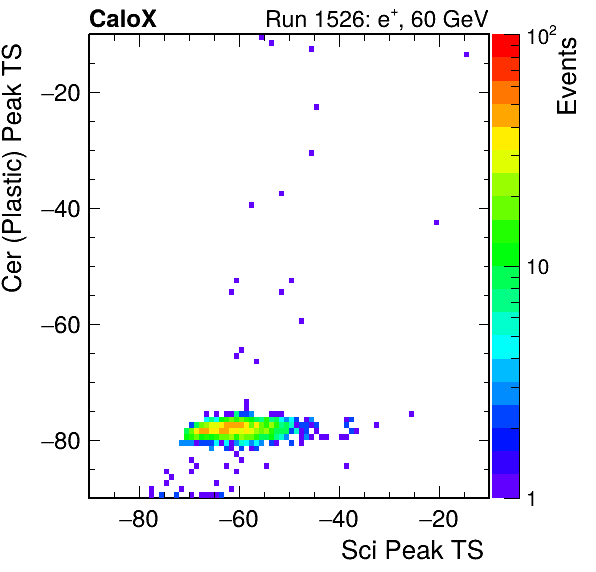 CaloX Run 1526: e⁺, 60 GeV
Cer (Plastic) Peak TS
−20
−40
−60
−80
−80 −60 −40 −20
Sci Peak TS
10²
10
1
Events